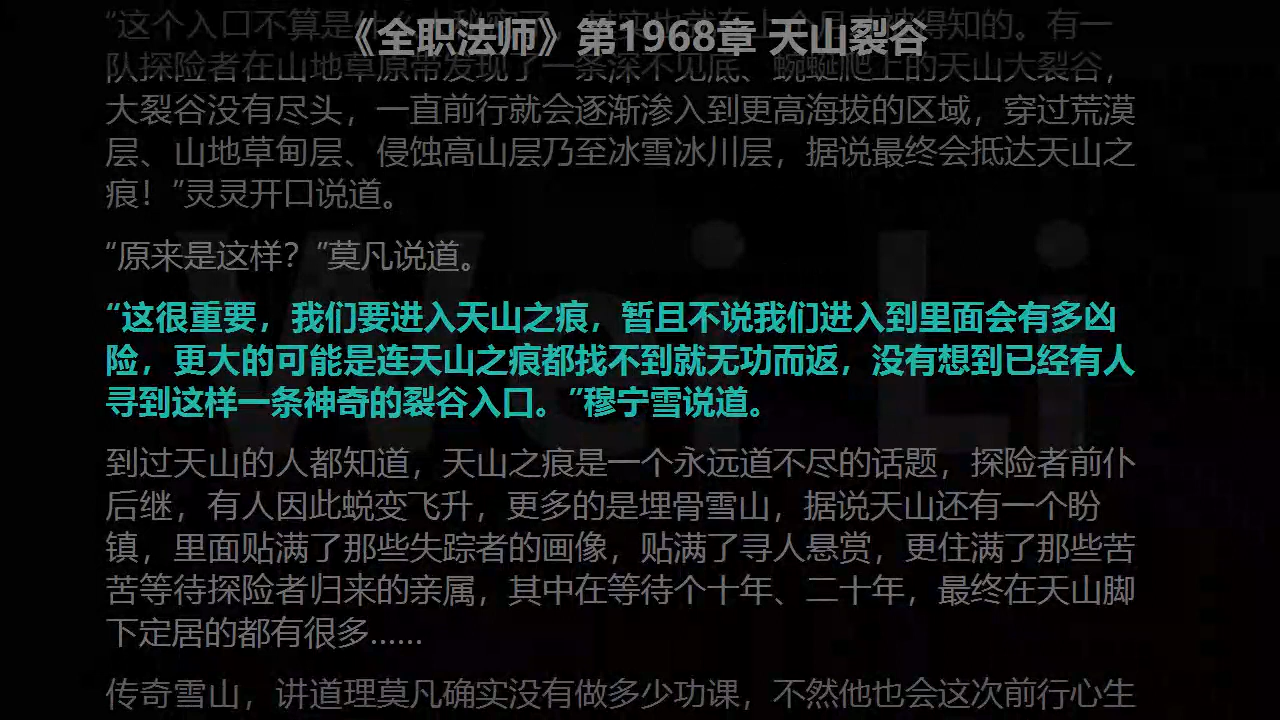 《全职法师》第1968章 天山裂谷
“这个入口不算是什么
得知的。有一
队探险者在山地草原带发现了一条深不见底、蜿蜒爬上的天山大裂谷，
大裂谷没有尽头，一直前行就会逐渐渗入到更高海拔的区域，穿过荒漠
层、山地草甸层、侵蚀高山层乃至冰雪冰川层，据说最终会抵达天山之
痕！”灵灵开口说道。
“原来是这样？”莫凡说道。
“这很重要，我们要进入天山之痕，暂且不说我们进入到里面会有多凶
险，更大的可能是连天山之痕都找不到就无功而返，没有想到已经有人
寻到这样一条神奇的裂谷入口。”穆宁雪说道。
到过天山的人都知道，天山之痕是一个永远道不尽的话题，探险者前仆
后继，有人因此蜕变飞升，更多的是埋骨雪山，据说天山还有一个盼
镇，里面贴满了那些失踪者的画像，贴满了寻人悬赏，更住满了那些苦
苦等待探险者归来的亲属，其中在等待个十年、二十年，最终在天山脚
下定居的都有很多……
传奇雪山，讲道理莫凡确实没有做多少功课，不然他也会这次前行心生
Wei Li